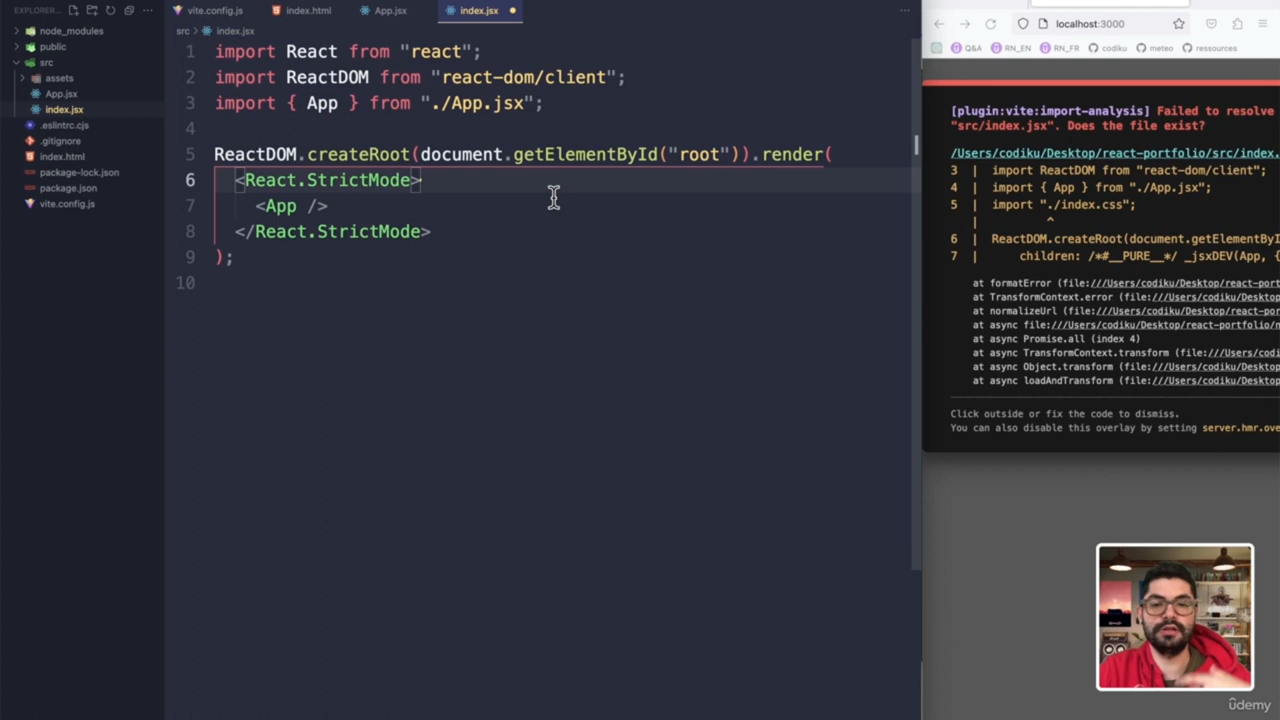 EXPLORER...
node_modules
public
src
assets
App.jsx
index.jsx
.eslintrc.cjs
.gitignore
index.html
package-lock.json
package.json
vite.config.js
vite.config.js
index.html
App.jsx
index.jsx
src > index.jsx
1 import React from "react";
2 import ReactDOM from "react-dom/client";
3 import { App } from "./App.jsx";
4
5 ReactDOM.createRoot(document.getElementById("root")).render(
6 <React.StrictMode>
7 <App />
8 </React.StrictMode>
9 );
10
localhost:3000
Q&A
RN_EN
RN_FR
codiku
meteo
ressources
[plugin:vite:import-analysis] Failed to resolve
"src/index.jsx". Does the file exist?
/Users/codiku/Desktop/react-portfolio/src/index.
3 | import ReactDOM from "react-dom/client";
4 | import { App } from "./App.jsx";
5 | import "./index.css";
| ^
6 | ReactDOM.createRoot(document.getElementById
7 | children: /*#__PURE__*/ _jsxDEV(App, {
at formatError (file:///Users/codiku/Desktop/react-port
at TransformContext.error (file:///Users/codiku/Desktop
at normalizeUrl (file:///Users/codiku/Desktop/react-por
at async file:///Users/codiku/Desktop/react-portfolio/n
at async Promise.all (index 4)
at async TransformContext.transform (file:///Users/codi
at async Object.transform (file:///Users/codiku/Desktop
at async loadAndTransform (file:///Users/codiku/Desktop
Click outside or fix the code to dismiss.
You can also disable this overlay by setting server.hmr.ove
ûdemy